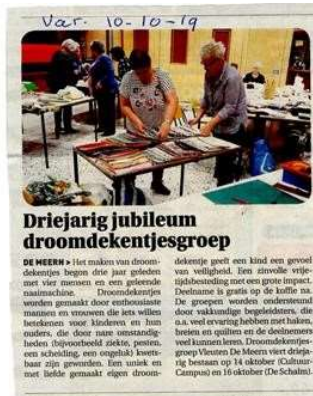 Var. 10-10-19
Driejarig jubileum
droomdekentjesgroep
DE MEERN > Het maken van droom-
dekentjes begon drie jaar geleden
met vier mensen en een geleende
naaimachine. Droomdekentjes
worden gemaakt door enthousiaste
mannen en vrouwen die iets willen
betekenen voor kinderen en hun
ouders, die door nare omstandig-
heden (bijvoorbeeld ziekte, pesten,
een scheiding, een ongeluk) kwets-
baar zijn geworden. Een uniek en
met liefde gemaakt eigen droom-
dekentje geeft een kind een gevoel
van veiligheid. Een zinvolle vrije-
tijdsbesteding met een grote impact.
Deelname is gratis op de koffie na.
De groepen worden ondersteund
door vakkundige begeleidsters, die
o.a. veel ervaring hebben met haken,
breien en quilten en de deelnemers
veel kunnen leren. Droomdekentjes-
groep Vleuten De Meern viert drieja-
rig bestaan op 14 oktober (Cultuur-
Campus) en 16 oktober (De Schalm).